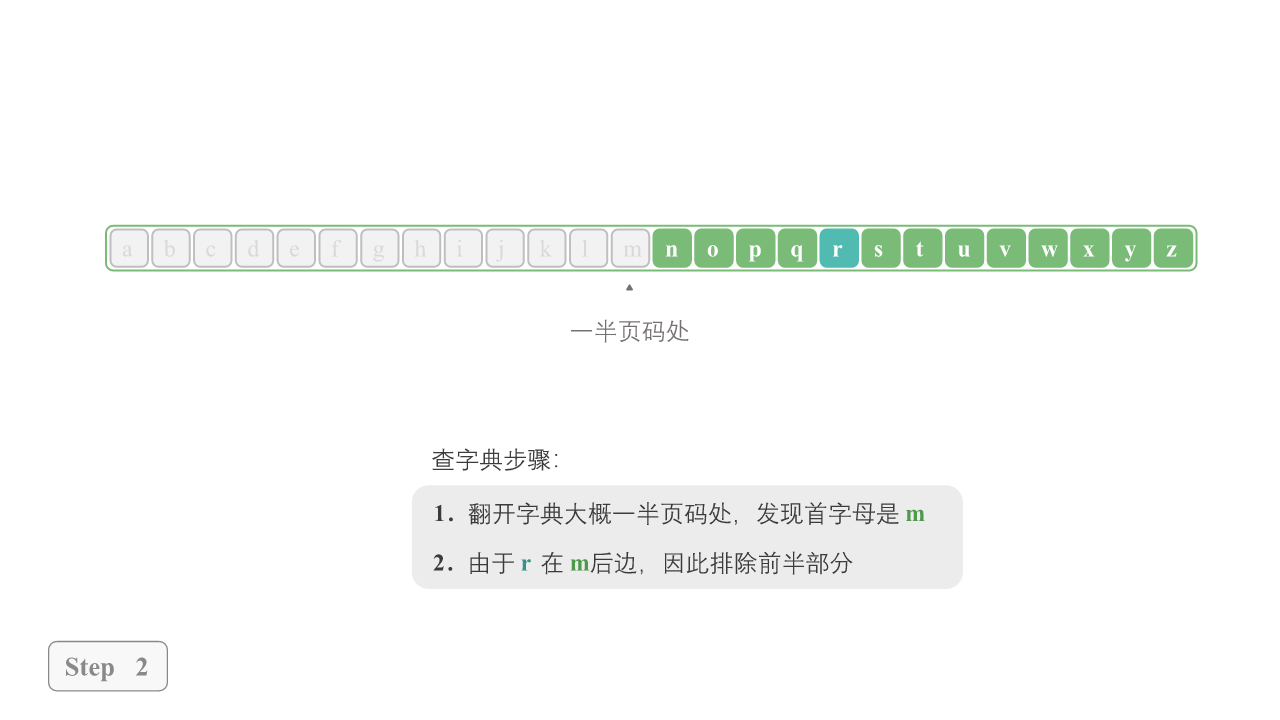 a b c d e f g h i j k l m n o p q r s t u v w x y z
一半页码处
查字典步骤：
1. 翻开字典大概一半页码处，发现首字母是 m
2. 由于 r 在 m后边，因此排除前半部分
Step 2